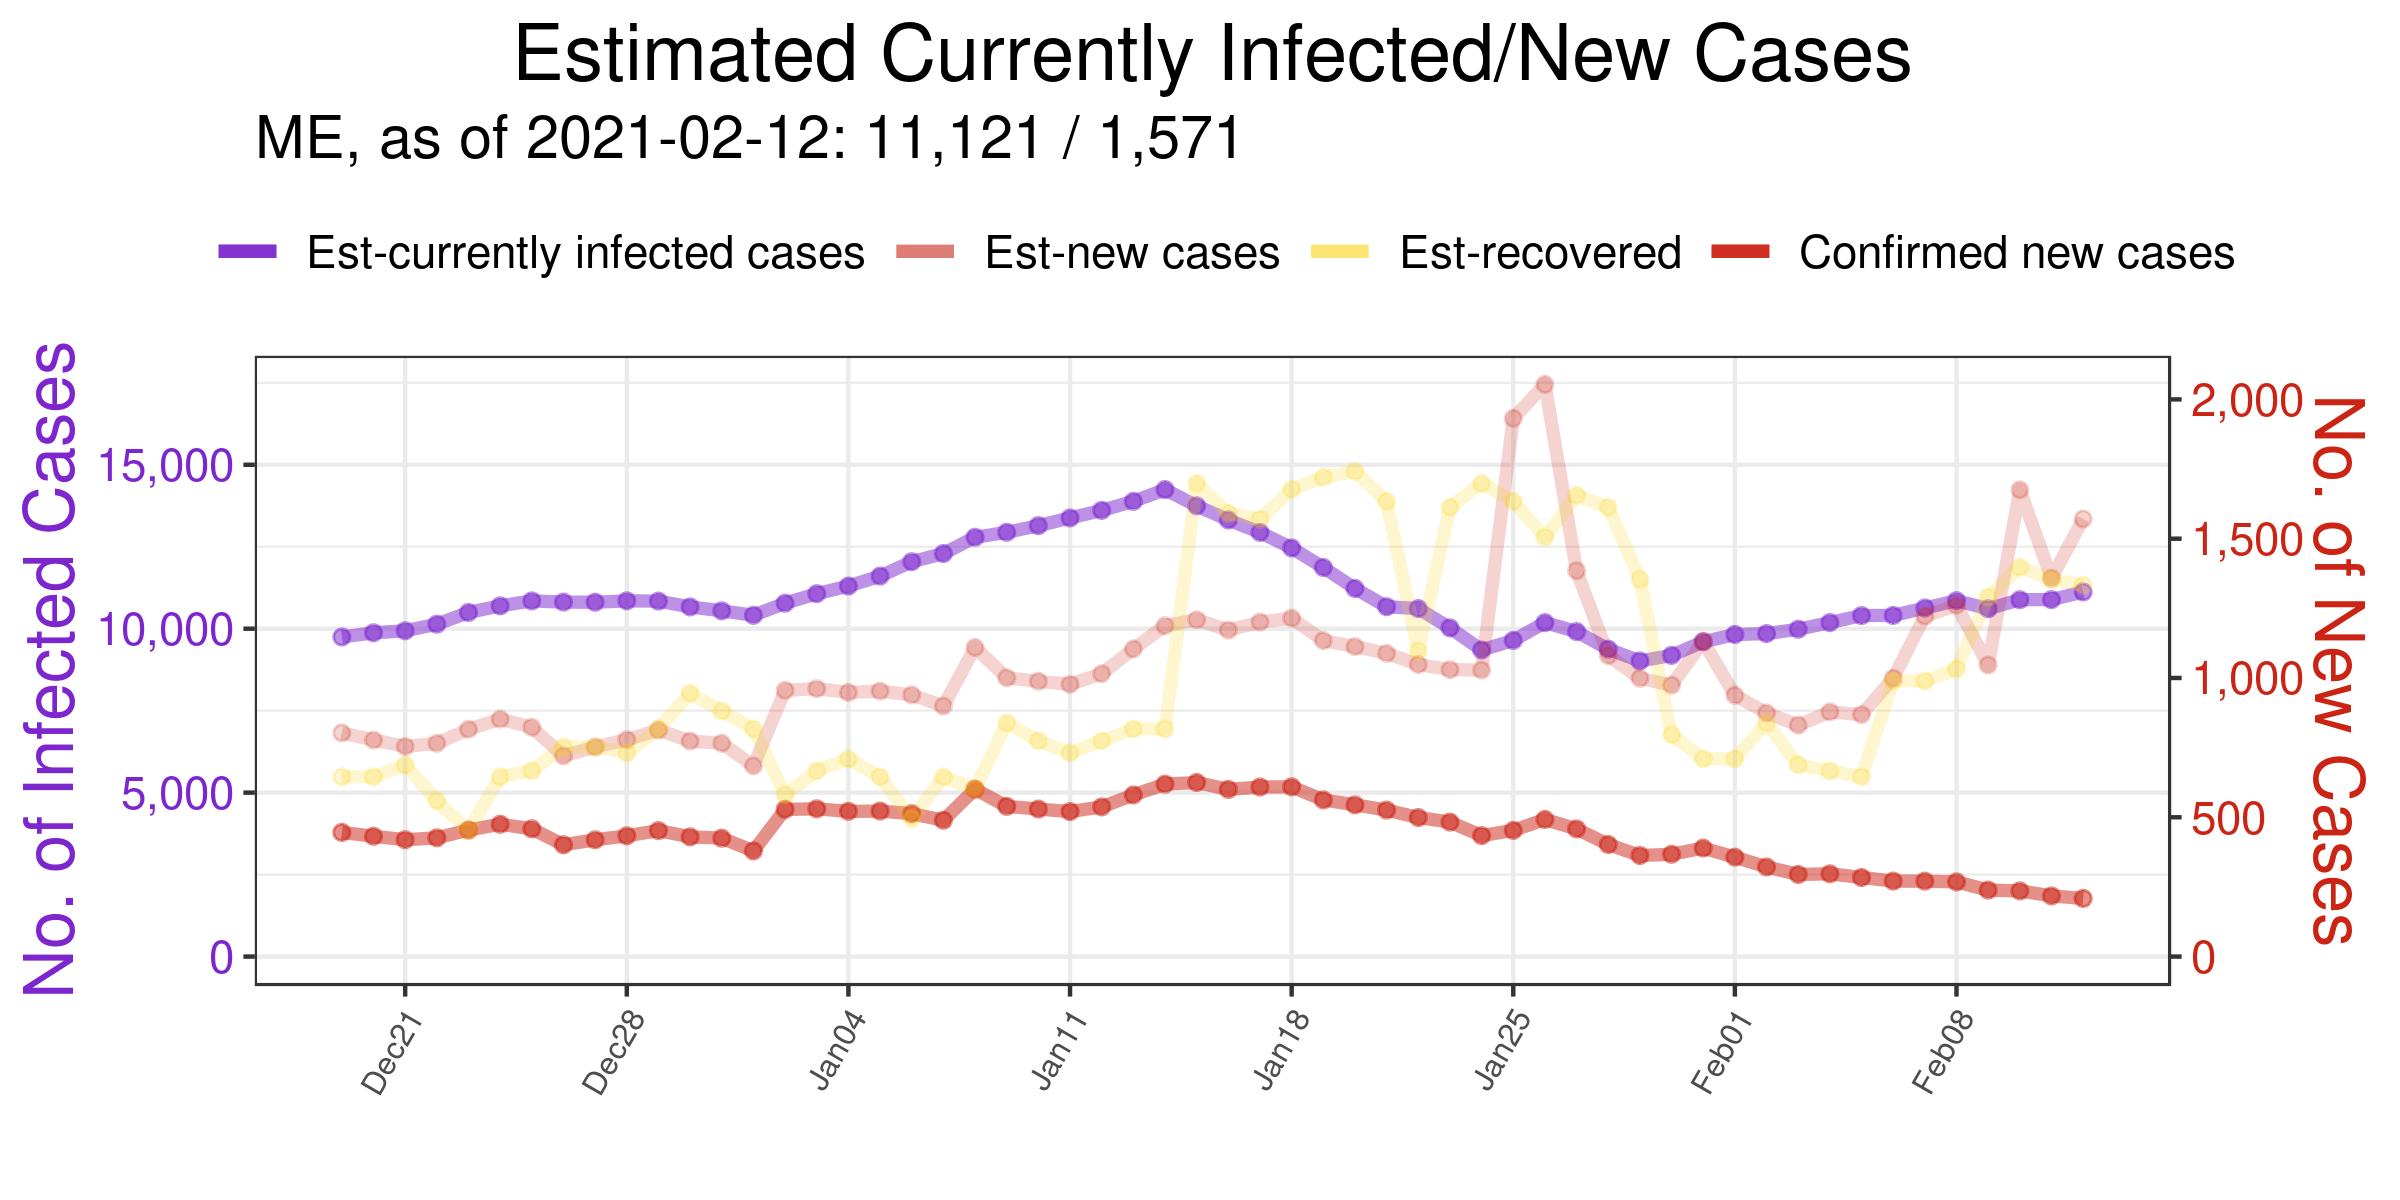 Estimated Currently Infected/New Cases
ME, as of 2021-02-12: 11,121 / 1,571
Est-currently infected cases Est-new cases Est-recovered Confirmed new cases
No. of Infected Cases
15,000
10,000
5,000
0
2,000
1,500
1,000
500
0
No. of New Cases
Dec21 Dec28 Jan04 Jan11 Jan18 Jan25 Feb01 Feb08